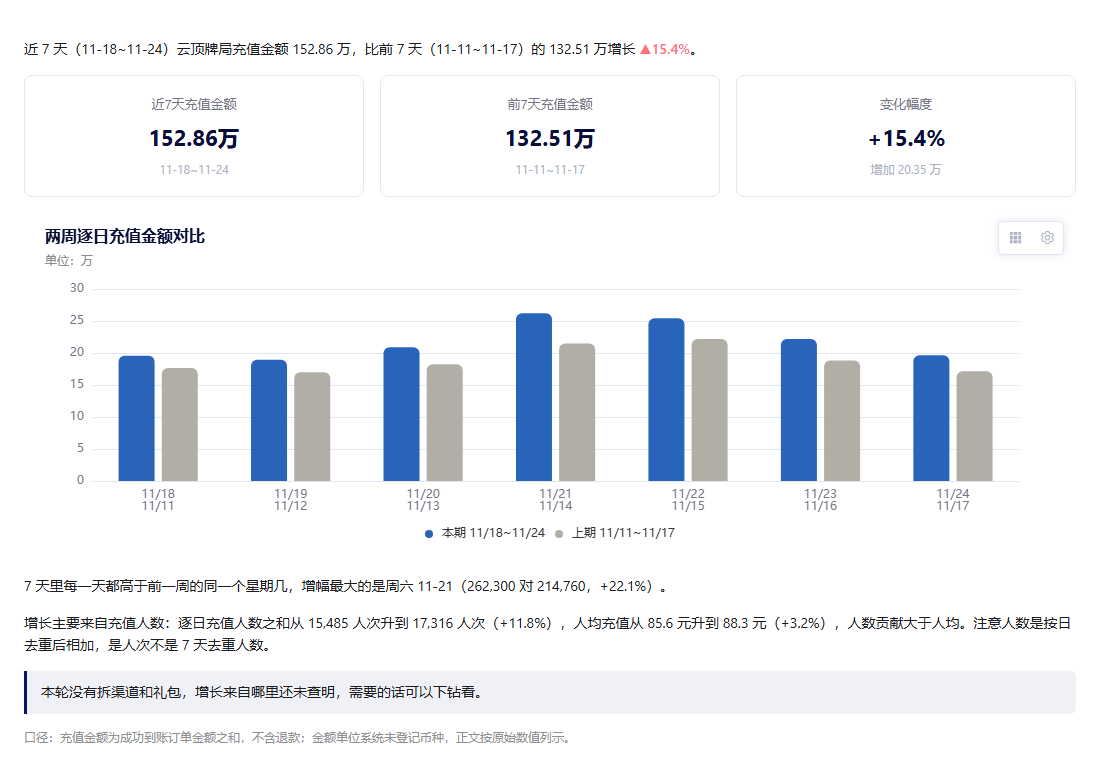 近 7 天（11-18~11-24）云顶牌局充值金额 152.86 万，比前 7 天（11-11~11-17）的 132.51 万增长 ▲15.4%。
近7天充值金额
152.86万
11-18~11-24
前7天充值金额
132.51万
11-11~11-17
变化幅度
+15.4%
增加 20.35 万
两周逐日充值金额对比
单位：万
30
25
20
15
10
5
0
11/18 11/19 11/20 11/21 11/22 11/23 11/24
11/11 11/12 11/13 11/14 11/15 11/16 11/17
本期 11/18~11/24 上期 11/11~11/17
7 天里每一天都高于前一周的同一个星期几，增幅最大的是周六 11-21（262,300 对 214,760，+22.1%）。
增长主要来自充值人数：逐日充值人数之和从 15,485 人次升到 17,316 人次（+11.8%），人均充值从 85.6 元升到 88.3 元（+3.2%），人数贡献大于人均。注意人数是按日
去重后相加，是人次不是 7 天去重人数。
本轮没有拆渠道和礼包，增长来自哪里还未查明，需要的话可以下钻看。
口径：充值金额为成功到账订单金额之和，不含退款；金额单位系统未登记币种，正文按原始数值列示。